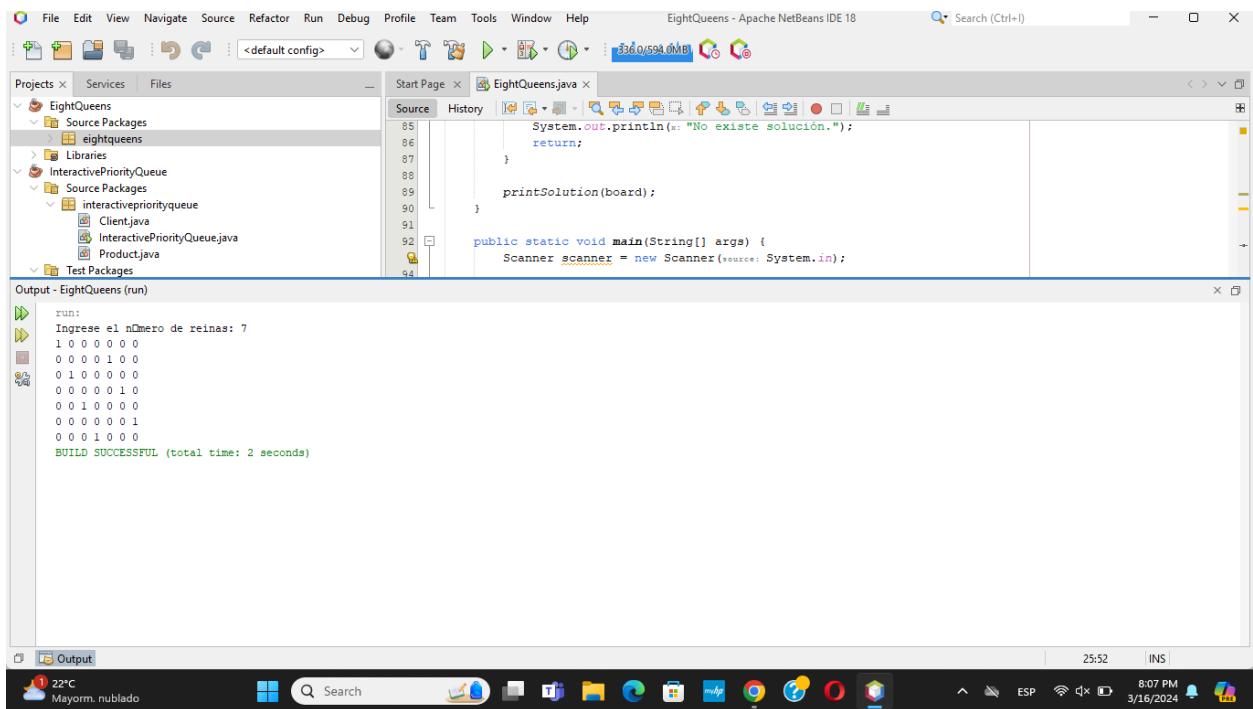 File Edit View Navigate Source Refactor Run Debug Profile Team Tools Window Help EightQueens - Apache NetBeans IDE 18 Search (Ctrl+I)
<default config> 336.0/594.0MB
Projects × Services Files
EightQueens
Source Packages
eightqueens
Libraries
InteractivePriorityQueue
Source Packages
interactivepriorityqueue
Client.java
InteractivePriorityQueue.java
Product.java
Test Packages
Start Page × EightQueens.java ×
Source History
85 System.out.println(x: "No existe solución.");
86 return;
87 }
88
89 printSolution(board);
90 }
91
92 public static void main(String[] args) {
Scanner scanner = new Scanner(source: System.in);
94
Output - EightQueens (run)
run:
Ingrese el n□mero de reinas: 7
1 0 0 0 0 0 0
0 0 0 0 1 0 0
0 1 0 0 0 0 0
0 0 0 0 0 1 0
0 0 1 0 0 0 0
0 0 0 0 0 0 1
0 0 0 1 0 0 0
BUILD SUCCESSFUL (total time: 2 seconds)
Output
25:52 INS
1 22°C
Mayorm. nublado
Search
mvhp
ESP
8:07 PM
3/16/2024
PRE